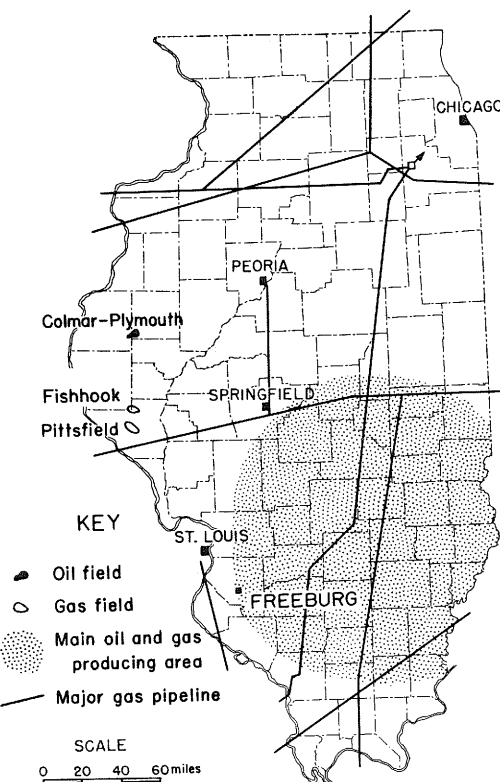 CHICAGO
PEORIA
Colmar-Plymouth
Fishhook
SPRINGFIELD
Pittsfield
KEY
ST. LOUIS
Oil field
FREEBURG
Gas field
Main oil and gas
producing area
Major gas pipeline
SCALE
0 20 40 60 miles